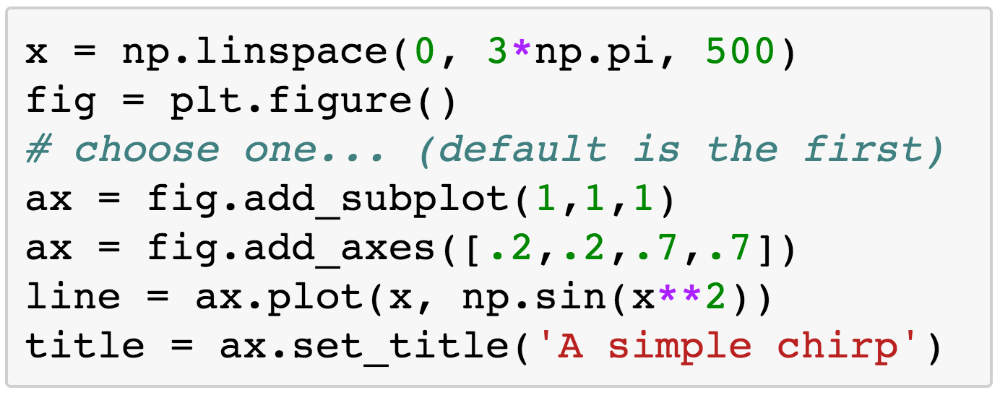 x = np.linspace(0, 3*np.pi, 500)
fig = plt.figure()
# choose one... (default is the first)
ax = fig.add_subplot(1,1,1)
ax = fig.add_axes([.2,.2,.7,.7])
line = ax.plot(x, np.sin(x**2))
title = ax.set_title('A simple chirp')